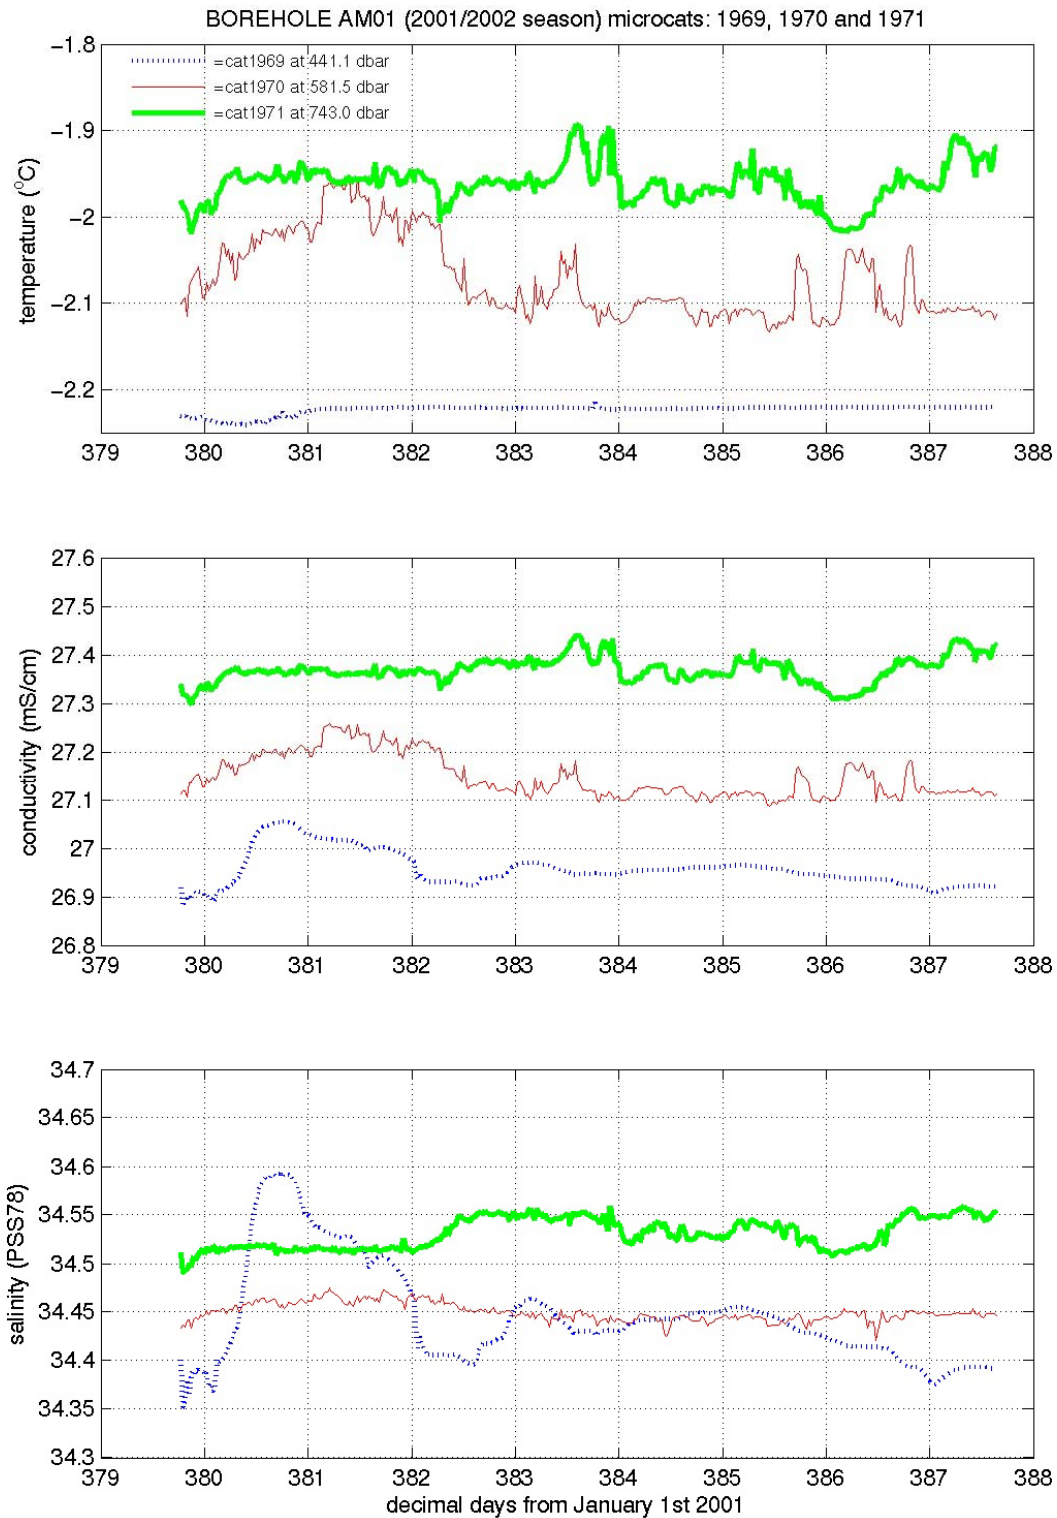 BOREHOLE AM01 (2001/2002 season) microcats: 1969, 1970 and 1971
−1.8
=cat1969 at 441.1 dbar
=cat1970 at 581.5 dbar
=cat1971 at 743.0 dbar
−1.9
−2
−2.1
−2.2
temperature (°C)
379 380 381 382 383 384 385 386 387 388
27.6
27.5
27.4
27.3
27.2
27.1
27
26.9
26.8
conductivity (mS/cm)
379 380 381 382 383 384 385 386 387 388
34.7
34.65
34.6
34.55
34.5
34.45
34.4
34.35
34.3
salinity (PSS78)
379 380 381 382 383 384 385 386 387 388
decimal days from January 1st 2001